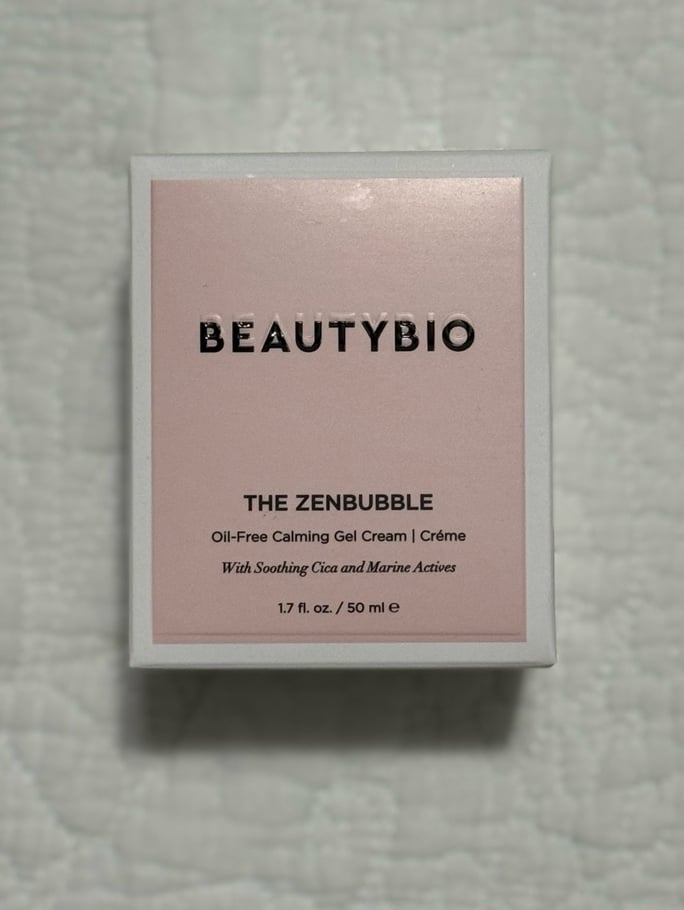 BEAUTYBIO
THE ZENBUBBLE
Oil-Free Calming Gel Cream | Créme
With Soothing Cica and Marine Actives
1.7 fl. oz. / 50 ml ℮